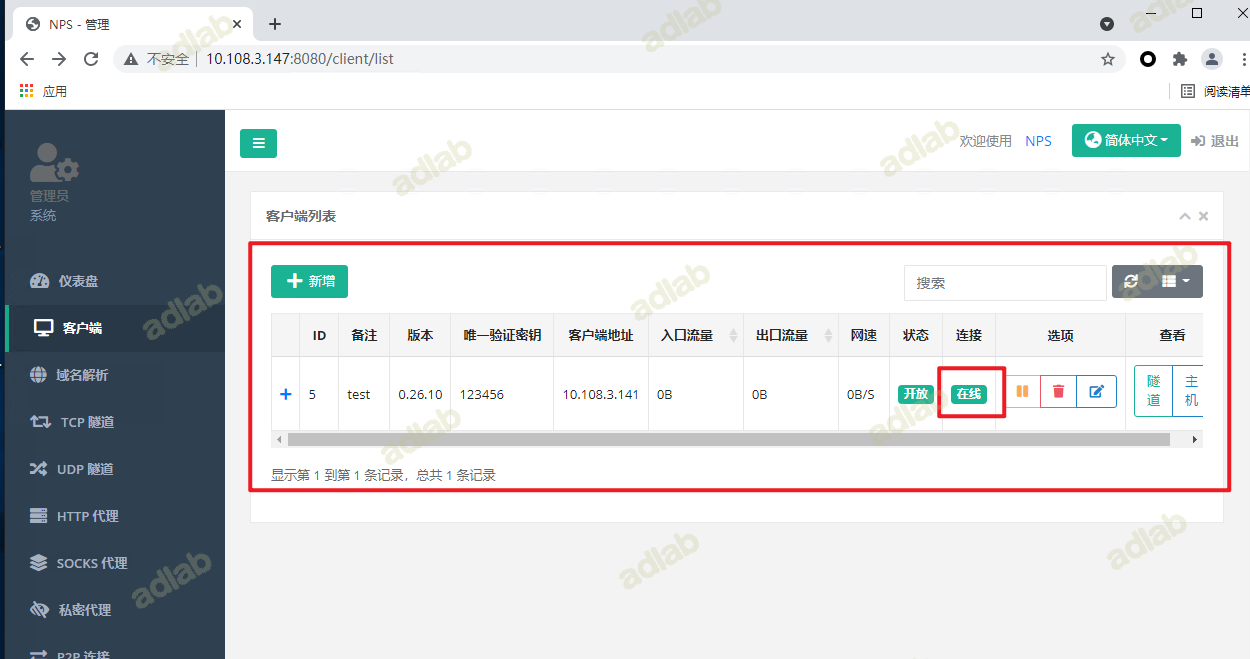 NPS - 管理
不安全 10.108.3.147:8080/client/list
应用
阅读清单
管理员
系统
仪表盘
客户端
域名解析
TCP 隧道
UDP 隧道
HTTP 代理
SOCKS 代理
私密代理
P2P 连接
欢迎使用 NPS 简体中文 退出
客户端列表
新增 搜索
ID 备注 版本 唯一验证密钥 客户端地址 入口流量 出口流量 网速 状态 连接 选项 查看
5 test 0.26.10 123456 10.108.3.141 0B 0B 0B/S 开放 在线 隧道 主机
显示第 1 到第 1 条记录，总共 1 条记录
adlab
adlab
adlab
adlab
adlab
adlab
adlab
adlab
adlab
adlab
adlab
adlab
adlab